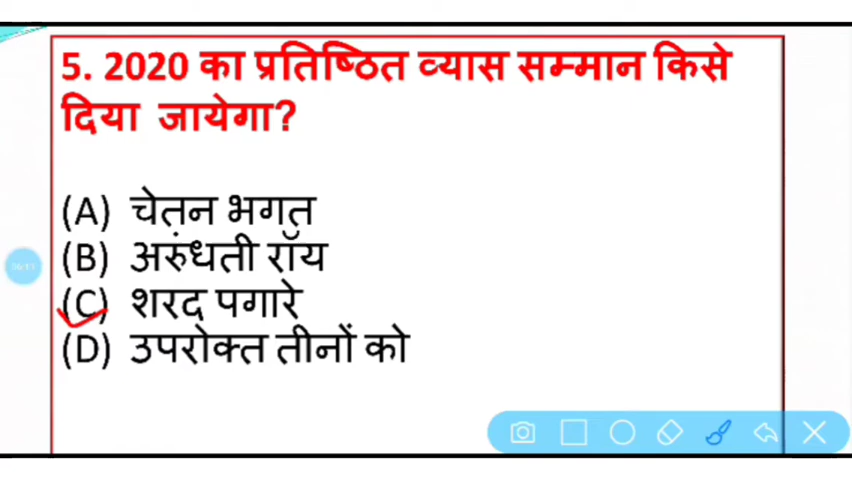 5. 2020 का प्रतिष्ठित व्यास सम्मान किसे
दिया जायेगा?
(A) चेतन भगत
(B) अरुंधती रॉय
(C) शरद पगारे
(D) उपरोक्त तीनों को